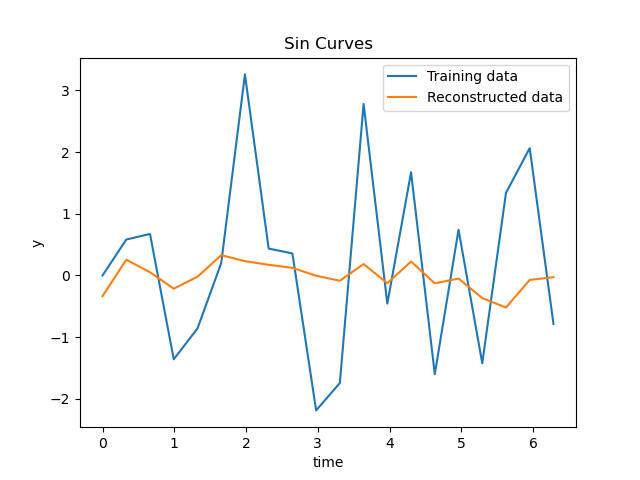 Sin Curves
Training data
Reconstructed data
y
3
2
1
0
−1
−2
0 1 2 3 4 5 6
time